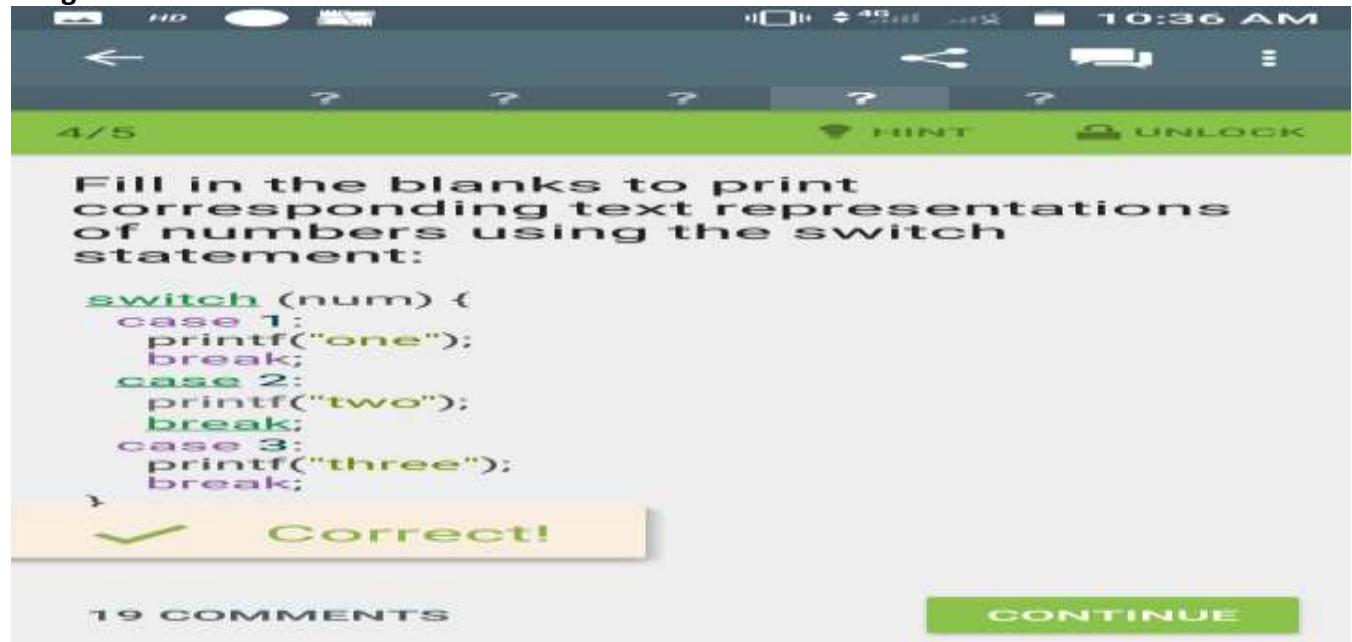 HD 4G 10:36 AM
? ? ? ? ?
4/5 HINT UNLOCK
Fill in the blanks to print
corresponding text representations
of numbers using the switch
statement:
switch (num) {
case 1:
printf("one");
break;
case 2:
printf("two");
break;
case 3:
printf("three");
break;
}
Correct!
19 COMMENTS CONTINUE